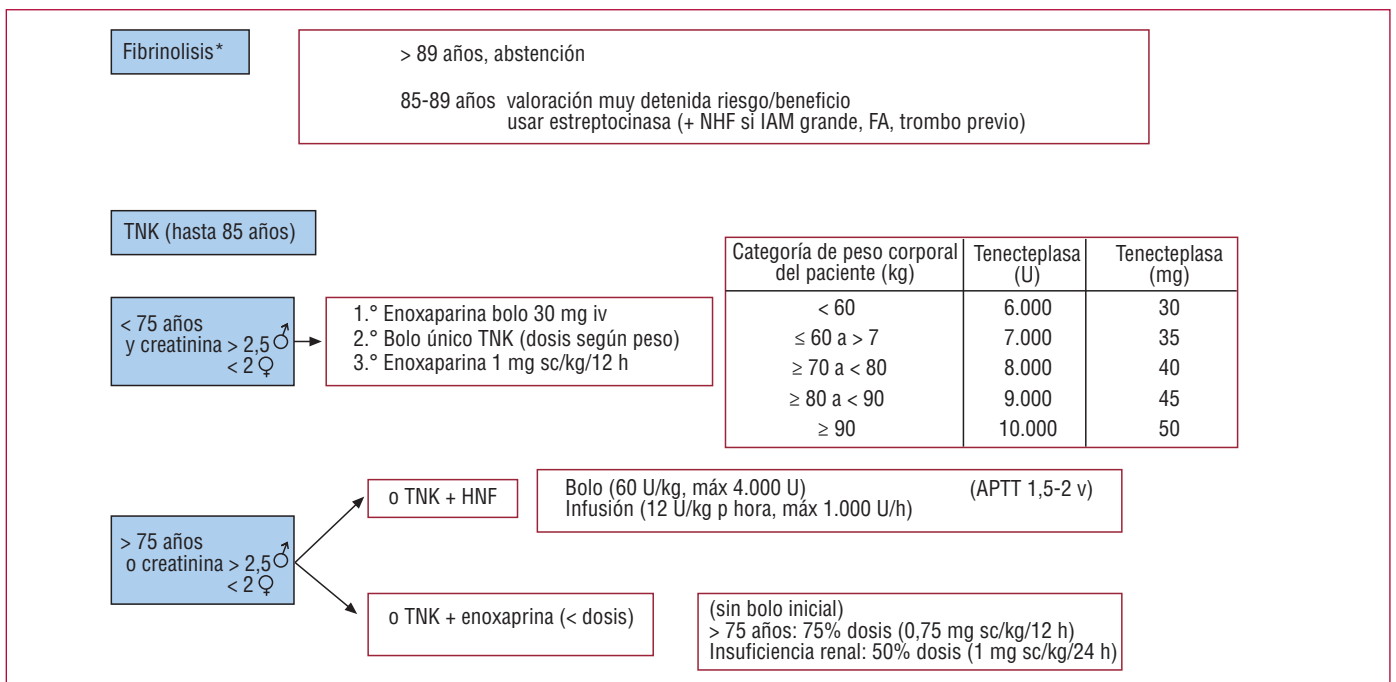 Fibrinolisis*
> 89 años, abstención
85-89 años valoración muy detenida riesgo/beneficio
usar estreptocinasa (+ NHF si IAM grande, FA, trombo previo)
TNK (hasta 85 años)
< 75 años
y creatinina > 2,5 ♂
< 2 ♀
1.° Enoxaparina bolo 30 mg iv
2.° Bolo único TNK (dosis según peso)
3.° Enoxaparina 1 mg sc/kg/12 h
Categoría de peso corporal del paciente (kg) Tenecteplasa (U) Tenecteplasa (mg)
< 60 6.000 30
≤ 60 a > 7 7.000 35
≥ 70 a < 80 8.000 40
≥ 80 a < 90 9.000 45
≥ 90 10.000 50
> 75 años
o creatinina > 2,5 ♂
< 2 ♀
o TNK + HNF
Bolo (60 U/kg, máx 4.000 U) (APTT 1,5-2 v)
Infusión (12 U/kg p hora, máx 1.000 U/h)
o TNK + enoxaprina (< dosis)
(sin bolo inicial)
> 75 años: 75% dosis (0,75 mg sc/kg/12 h)
Insuficiencia renal: 50% dosis (1 mg sc/kg/24 h)